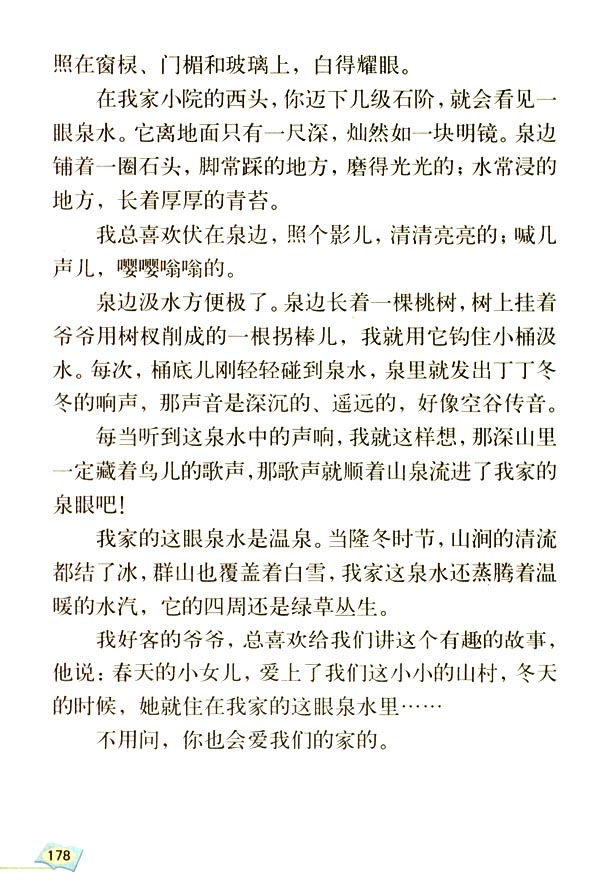 照在窗棂、门楣和玻璃上，白得耀眼。
在我家小院的西头，你迈下几级石阶，就会看见一
眼泉水。它离地面只有一尺深，灿然如一块明镜。泉边
铺着一圈石头，脚常踩的地方，磨得光光的；水常浸的
地方，长着厚厚的青苔。
我总喜欢伏在泉边，照个影儿，清清亮亮的；喊几
声儿，嘤嘤嗡嗡的。
泉边汲水方便极了。泉边长着一棵桃树，树上挂着
爷爷用树杈削成的一根拐棒儿，我就用它钩住小桶汲
水。每次，桶底儿刚轻轻碰到泉水，泉里就发出丁丁冬
冬的响声，那声音是深沉的、遥远的，好像空谷传音。
每当听到这泉水中的声响，我就这样想，那深山里
一定藏着鸟儿的歌声，那歌声就顺着山泉流进了我家的
泉眼吧！
我家的这眼泉水是温泉。当隆冬时节，山涧的清流
都结了冰，群山也覆盖着白雪，我家这泉水还蒸腾着温
暖的水汽，它的四周还是绿草丛生。
我好客的爷爷，总喜欢给我们讲这个有趣的故事，
他说：春天的小女儿，爱上了我们这小小的山村，冬天
的时候，她就住在我家的这眼泉水里……
不用问，你也会爱我们的家的。
178